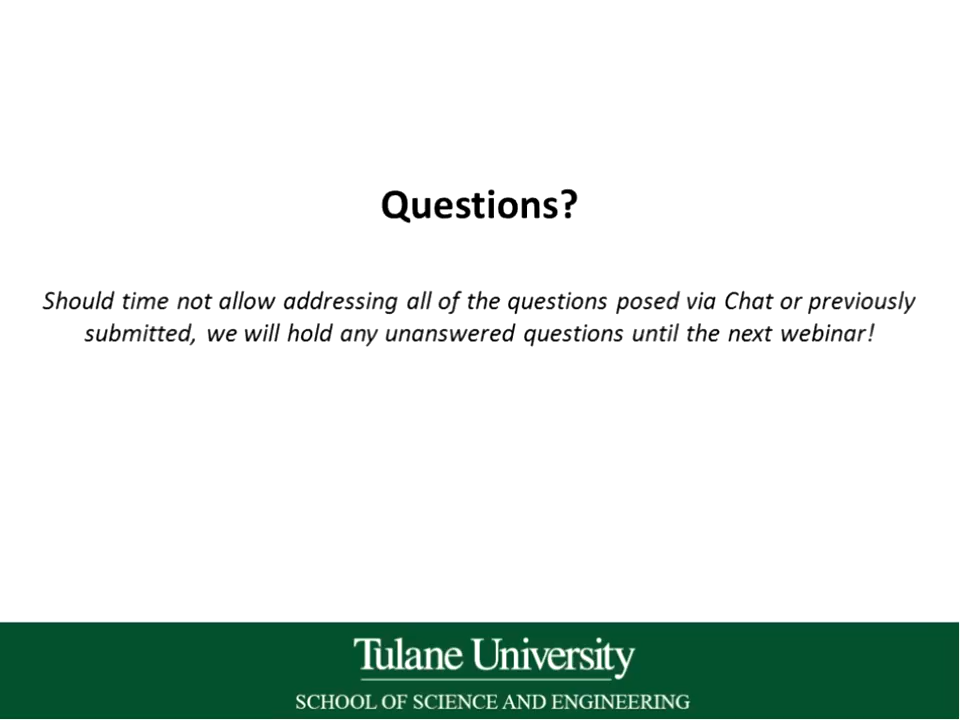 Questions?
Should time not allow addressing all of the questions posed via Chat or previously
submitted, we will hold any unanswered questions until the next webinar!
Tulane University
SCHOOL OF SCIENCE AND ENGINEERING